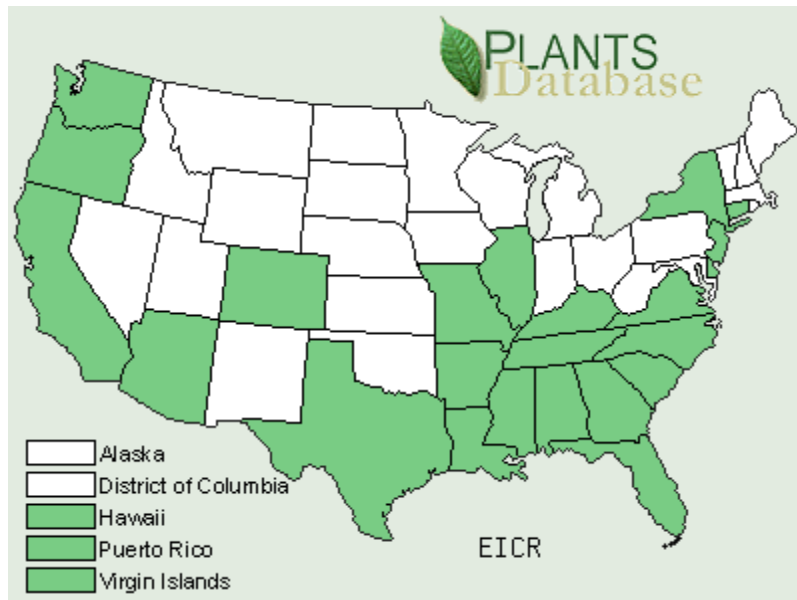 PLANTS
Database
Alaska
District of Columbia
Hawaii
Puerto Rico
Virgin Islands
EICR